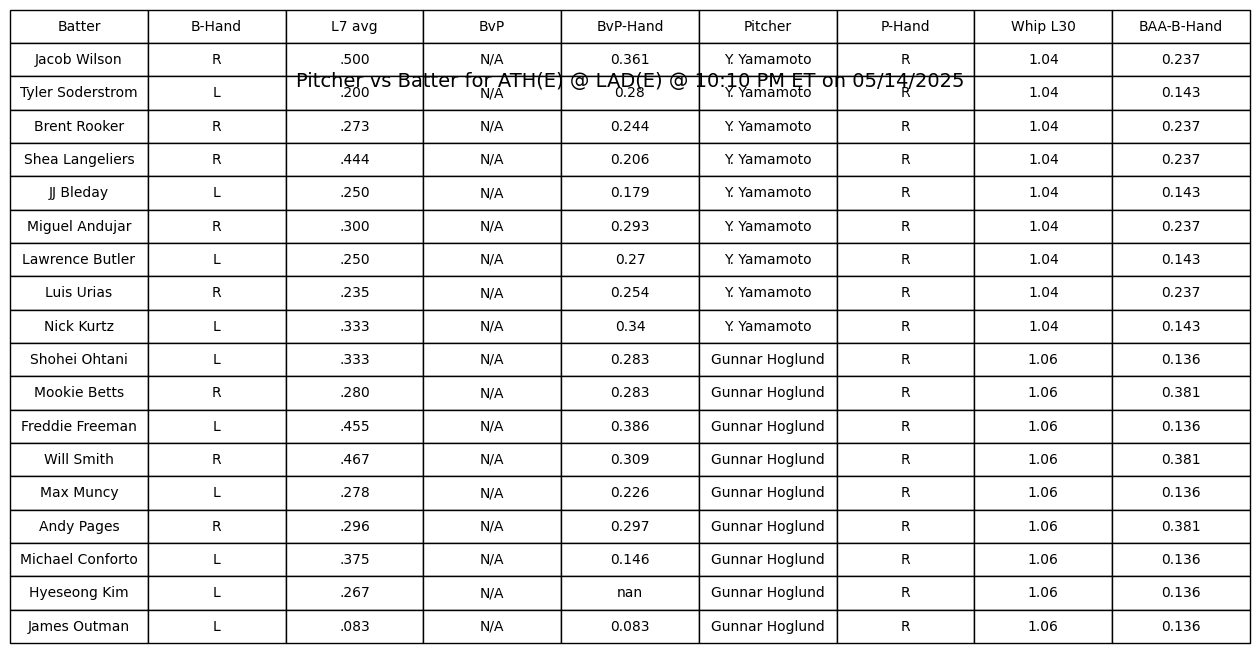 Batter B-Hand L7 avg BvP BvP-Hand Pitcher P-Hand Whip L30 BAA-B-Hand
Jacob Wilson R .500 N/A 0.361 Y. Yamamoto R 1.04 0.237
Pitcher vs Batter for ATH(E) @ LAD(E) @ 10:10 PM ET on 05/14/2025
Tyler Soderstrom L .200 N/A 0.28 Y. Yamamoto R 1.04 0.143
Brent Rooker R .273 N/A 0.244 Y. Yamamoto R 1.04 0.237
Shea Langeliers R .444 N/A 0.206 Y. Yamamoto R 1.04 0.237
JJ Bleday L .250 N/A 0.179 Y. Yamamoto R 1.04 0.143
Miguel Andujar R .300 N/A 0.293 Y. Yamamoto R 1.04 0.237
Lawrence Butler L .250 N/A 0.27 Y. Yamamoto R 1.04 0.143
Luis Urias R .235 N/A 0.254 Y. Yamamoto R 1.04 0.237
Nick Kurtz L .333 N/A 0.34 Y. Yamamoto R 1.04 0.143
Shohei Ohtani L .333 N/A 0.283 Gunnar Hoglund R 1.06 0.136
Mookie Betts R .280 N/A 0.283 Gunnar Hoglund R 1.06 0.381
Freddie Freeman L .455 N/A 0.386 Gunnar Hoglund R 1.06 0.136
Will Smith R .467 N/A 0.309 Gunnar Hoglund R 1.06 0.381
Max Muncy L .278 N/A 0.226 Gunnar Hoglund R 1.06 0.136
Andy Pages R .296 N/A 0.297 Gunnar Hoglund R 1.06 0.381
Michael Conforto L .375 N/A 0.146 Gunnar Hoglund R 1.06 0.136
Hyeseong Kim L .267 N/A nan Gunnar Hoglund R 1.06 0.136
James Outman L .083 N/A 0.083 Gunnar Hoglund R 1.06 0.136